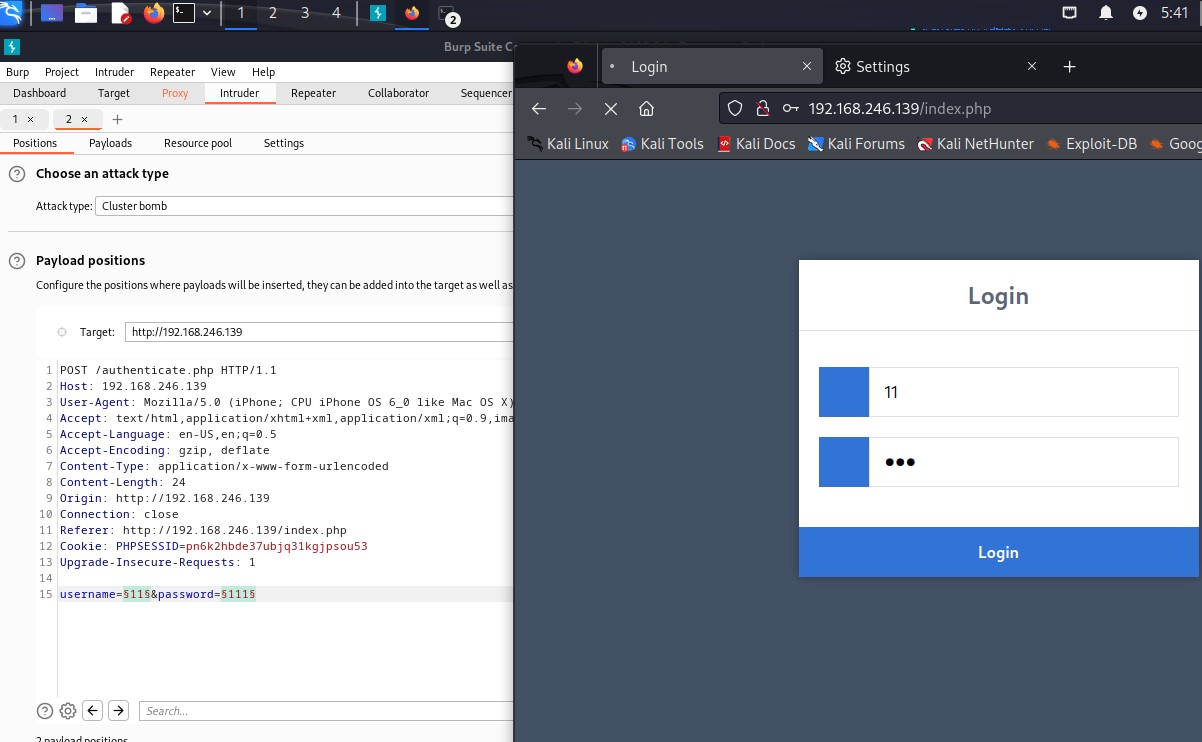 1 2 3 4 2 5:41
Burp Suite C
Burp Project Intruder Repeater View Help
Dashboard Target Proxy Intruder Repeater Collaborator Sequencer
1 × 2 × +
Positions Payloads Resource pool Settings
? Choose an attack type
Attack type: Cluster bomb
? Payload positions
Configure the positions where payloads will be inserted, they can be added into the target as well as
Target: http://192.168.246.139
1 POST /authenticate.php HTTP/1.1
2 Host: 192.168.246.139
3 User-Agent: Mozilla/5.0 (iPhone; CPU iPhone OS 6_0 like Mac OS X)
4 Accept: text/html,application/xhtml+xml,application/xml;q=0.9,ima
5 Accept-Language: en-US,en;q=0.5
6 Accept-Encoding: gzip, deflate
7 Content-Type: application/x-www-form-urlencoded
8 Content-Length: 24
9 Origin: http://192.168.246.139
10 Connection: close
11 Referer: http://192.168.246.139/index.php
12 Cookie: PHPSESSID=pn6k2hbde37ubjq31kgjpsou53
13 Upgrade-Insecure-Requests: 1
14
15 username=§11§&password=§111§
Search...
2 payload positions
Login × Settings × +
192.168.246.139/index.php
Kali Linux Kali Tools Kali Docs Kali Forums Kali NetHunter Exploit-DB Goog
Login
11
•••
Login